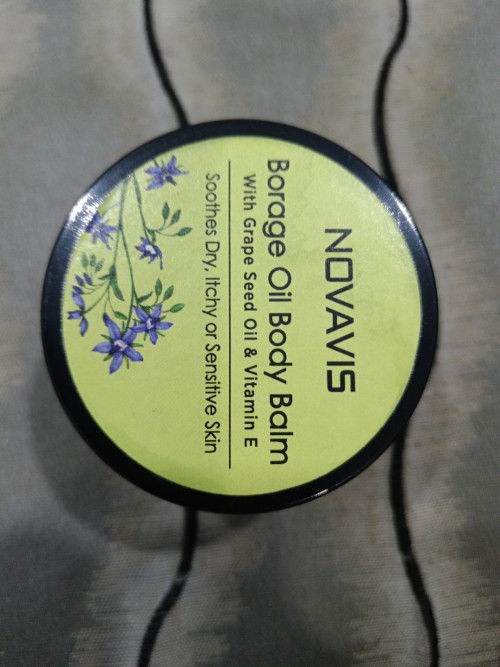 NOVAVIS
Borage Oil Body Balm
With Grape Seed Oil & Vitamin E
Soothes Dry, Itchy or Sensitive Skin